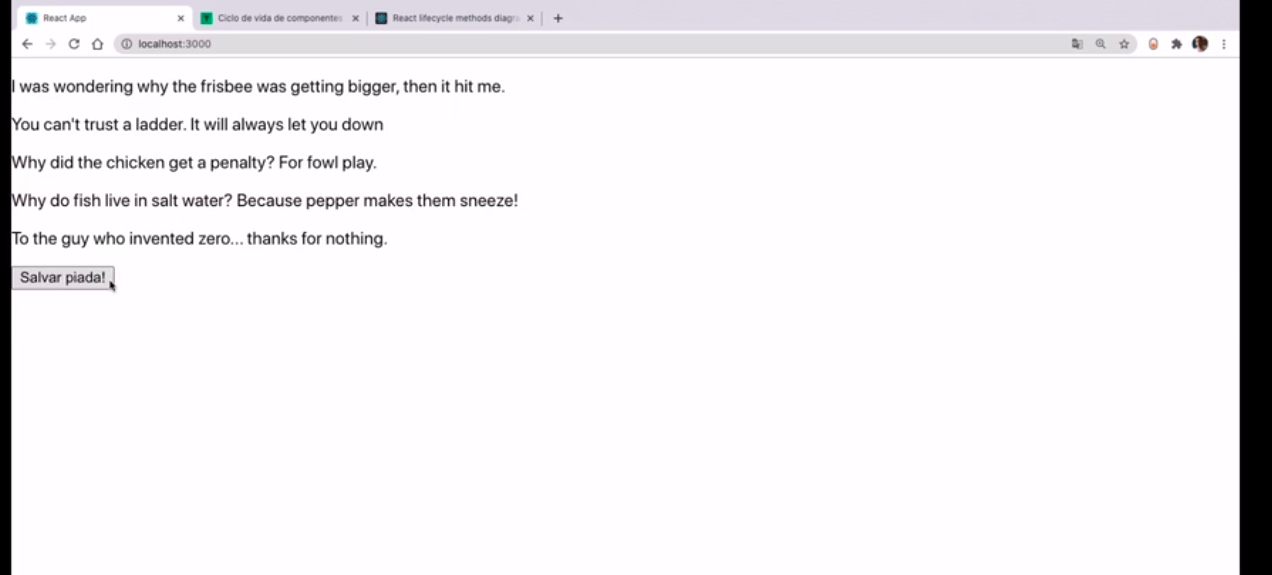 React App
Ciclo de vida de componentes
React lifecycle methods diagra
localhost:3000
I was wondering why the frisbee was getting bigger, then it hit me.
You can't trust a ladder. It will always let you down
Why did the chicken get a penalty? For fowl play.
Why do fish live in salt water? Because pepper makes them sneeze!
To the guy who invented zero... thanks for nothing.
Salvar piada!